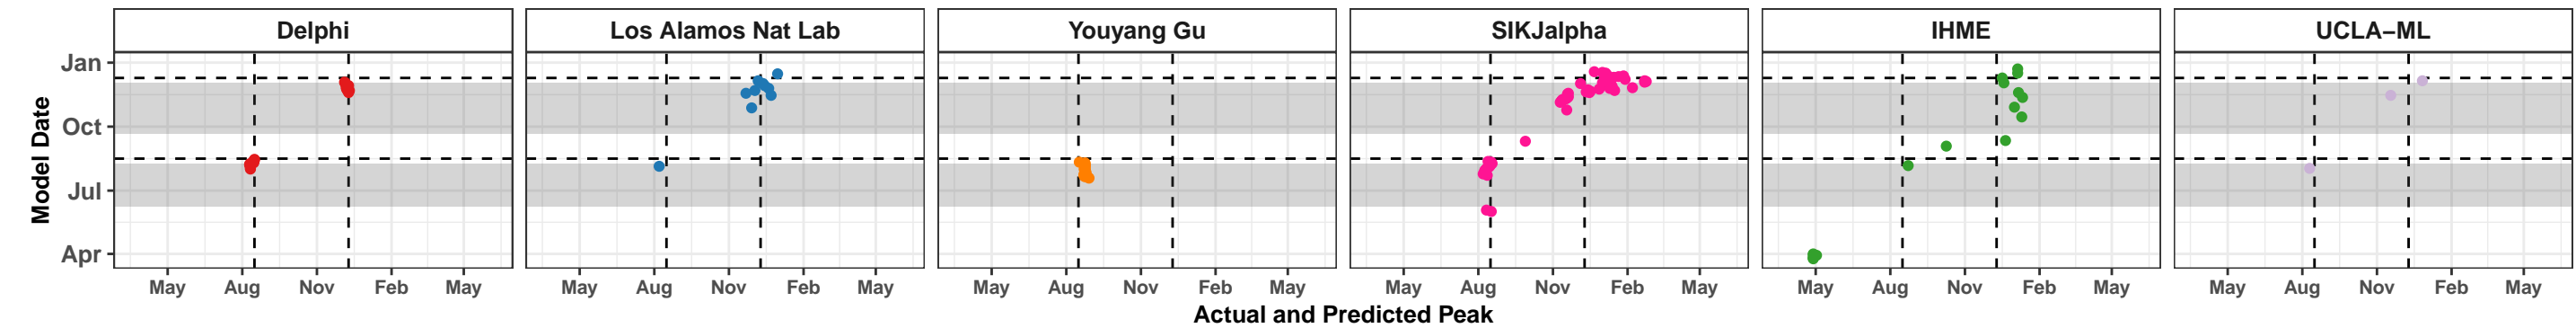 Delphi Los Alamos Nat Lab Youyang Gu SIKJalpha IHME UCLA−ML
Jan
Oct
Jul
Apr
Model Date
May Aug Nov Feb May May Aug Nov Feb May May Aug Nov Feb May May Aug Nov Feb May May Aug Nov Feb May May Aug Nov Feb May
Actual and Predicted Peak